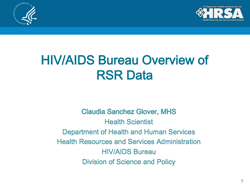 HRSA
HIV/AIDS Bureau Overview of
RSR Data
Claudia Sanchez Glover, MHS
Health Scientist
Department of Health and Human Services
Health Resources and Services Administration
HIV/AIDS Bureau
Division of Science and Policy
1